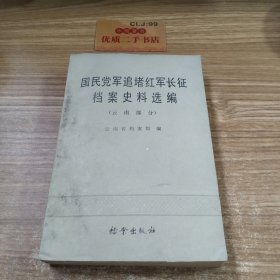 CLJ:99
优质二手书店
国民党军追堵红军长征
档案史料选编
（云南部分）
云南省档案馆 编
档案出版社